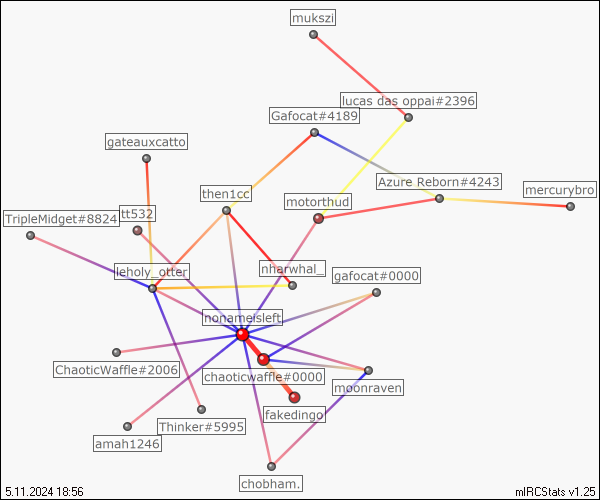 mukszi
lucas das oppai#2396
Gafocat#4189
gateauxcatto
Azure Reborn#4243
mercurybro
then1cc
motorthud
TripleMidget#8824
tt532
ieholy_otter
nharwhal_
gafocat#0000
nonameisleft
ChaoticWaffle#2006
chaoticwaffle#0000
moonraven
fakedingo
Thinker#5995
amah1246
chobham.
5.11.2024 18:56
mIRCStats v1.25